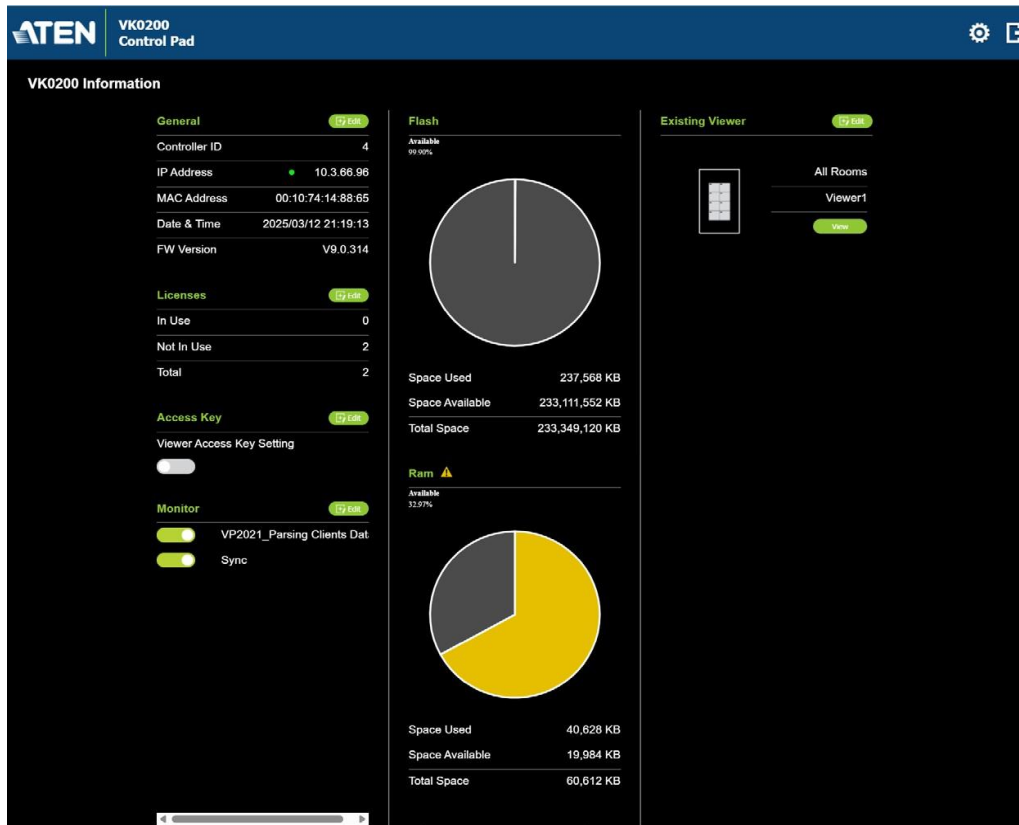 ATEN
VK0200
Control Pad
VK0200 Information
General Edit
Controller ID 4
IP Address 10.3.66.96
MAC Address 00:10:74:14:88:65
Date & Time 2025/03/12 21:19:13
FW Version V9.0.314
Licenses Edit
In Use 0
Not In Use 2
Total 2
Access Key Edit
Viewer Access Key Setting
Monitor Edit
VP2021_Parsing Clients Dat
Sync
Flash
Available
99.90%
Space Used 237,568 KB
Space Available 233,111,552 KB
Total Space 233,349,120 KB
Ram
Available
32.97%
Space Used 40,628 KB
Space Available 19,984 KB
Total Space 60,612 KB
Existing Viewer Edit
All Rooms
Viewer1
View